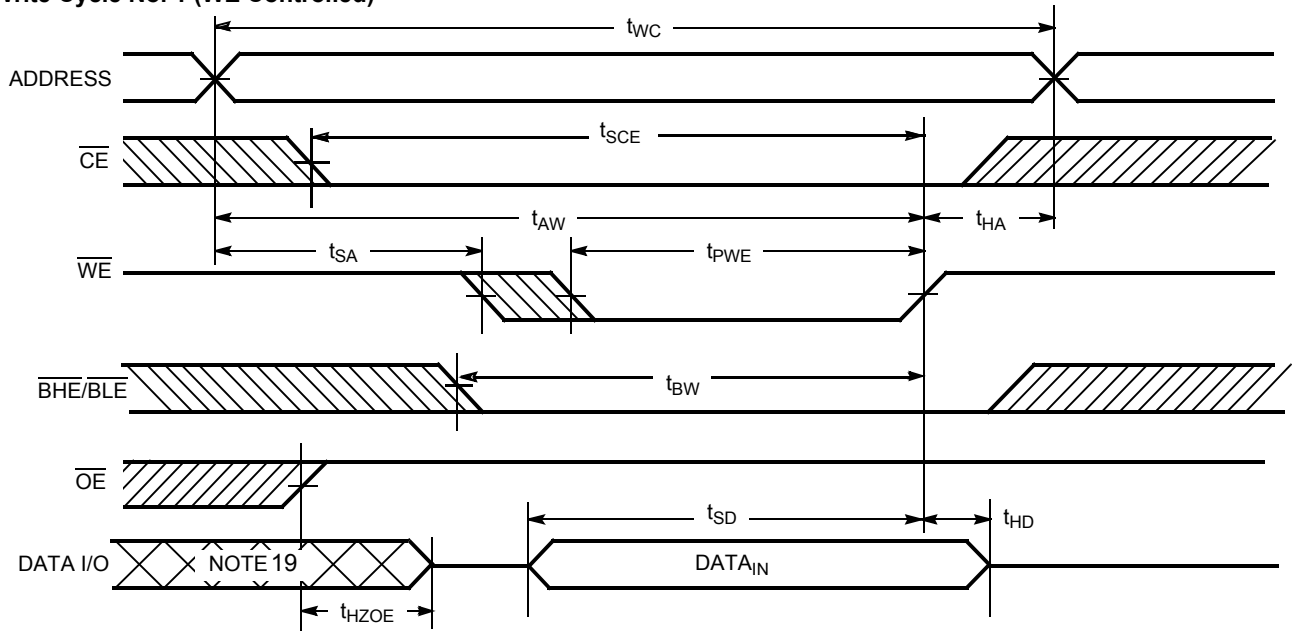 Write Cycle No. 1 (WE Controlled)
tWC
ADDRESS
tSCE
CE
tAW
tHA
tSA
tPWE
WE
tBW
BHE/BLE
OE
tSD
tHD
DATA I/O
NOTE 19
DATAIN
tHZOE